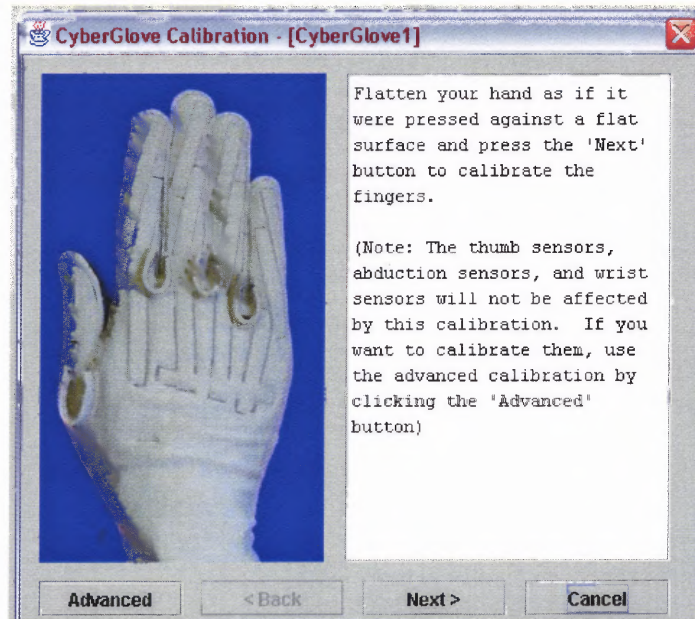 CyberGlove Calibration - [CyberGlove1]
Flatten your hand as if it
were pressed against a flat
surface and press the 'Next'
button to calibrate the
fingers.
(Note: The thumb sensors,
abduction sensors, and wrist
sensors will not be affected
by this calibration.  If you
want to calibrate them, use
the advanced calibration by
clicking the 'Advanced'
button)
Advanced
< Back
Next >
Cancel